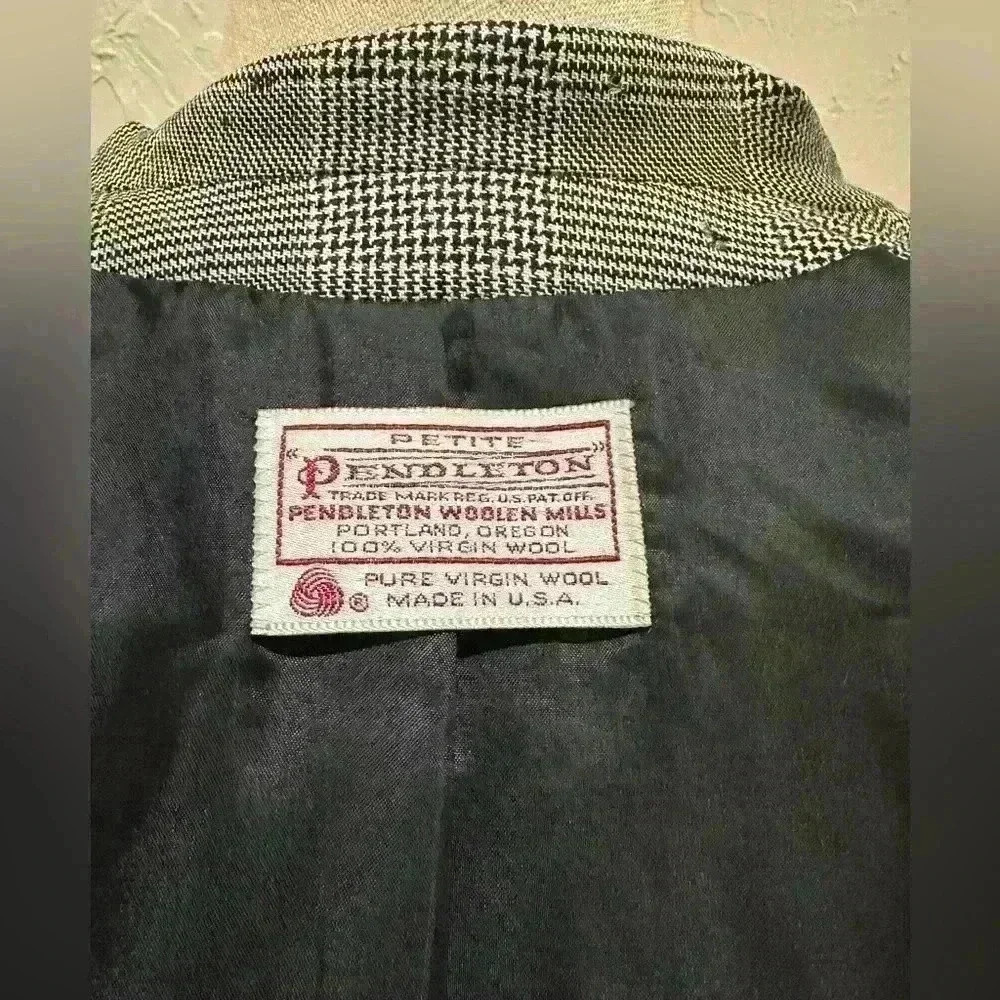 PETITE
"PENDLETON"
TRADE MARK REG. U.S. PAT. OFF.
PENDLETON WOOLEN MILLS
PORTLAND, OREGON
100% VIRGIN WOOL
PURE VIRGIN WOOL
® MADE IN U.S.A.